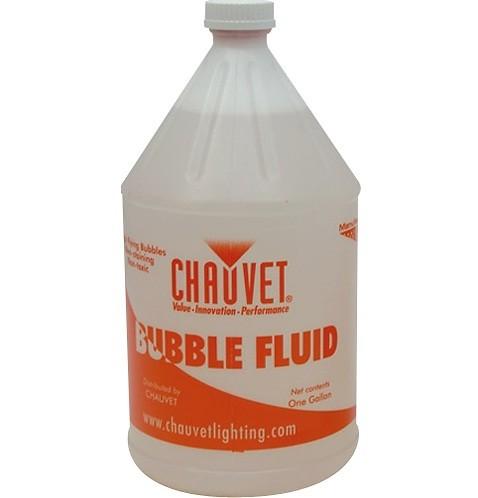 Flying Bubbles
Non-staining
Non-toxic
CHAUVET®
Value • Innovation • Performance
BUBBLE FLUID
Distributed by
CHAUVET
Net contents
One Gallon
www.chauvetlighting.com